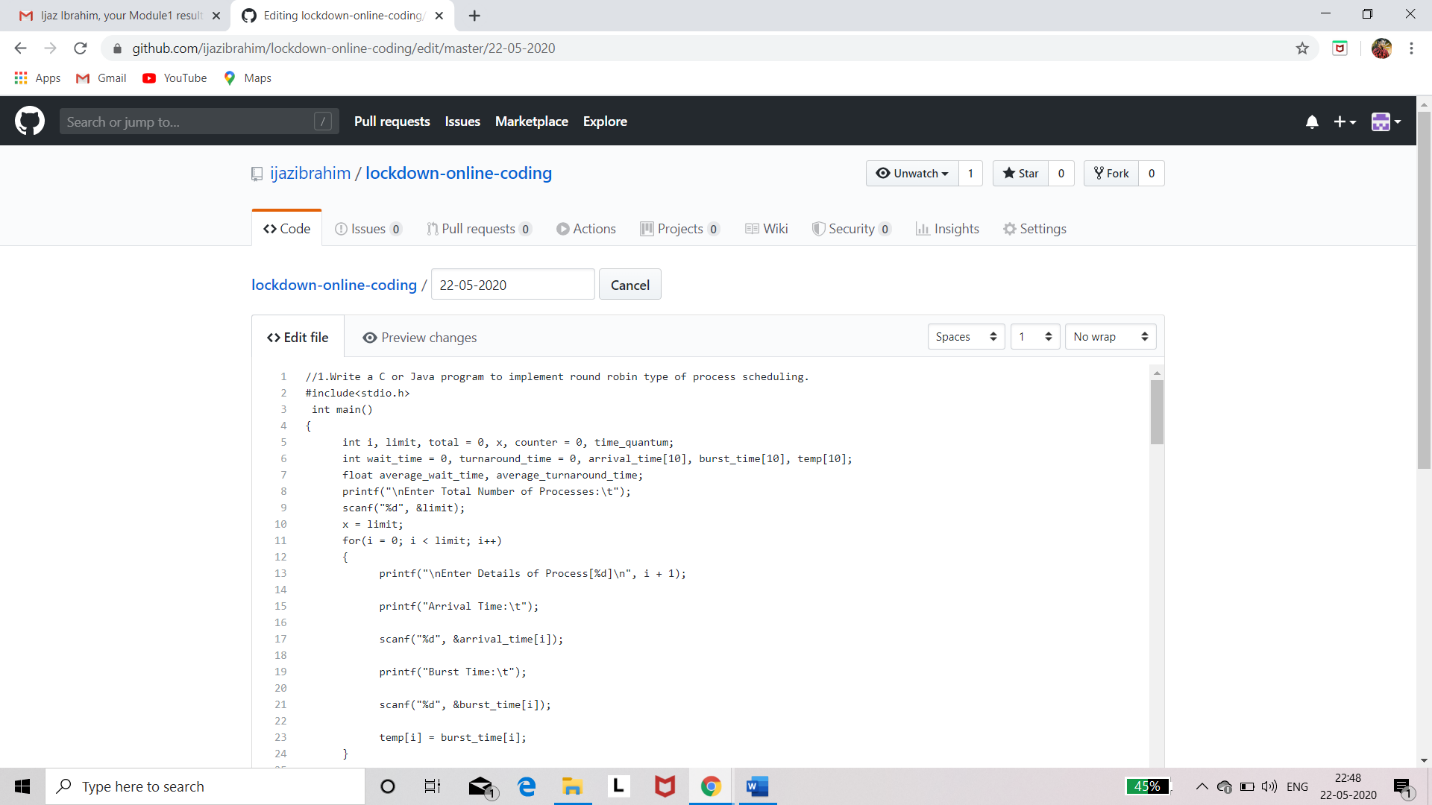 Ijaz Ibrahim, your Module1 result
Editing lockdown-online-coding/
github.com/ijazibrahim/lockdown-online-coding/edit/master/22-05-2020
Apps Gmail YouTube Maps
Search or jump to... / Pull requests Issues Marketplace Explore
ijazibrahim / lockdown-online-coding
Unwatch 1 Star 0 Fork 0
Code Issues 0 Pull requests 0 Actions Projects 0 Wiki Security 0 Insights Settings
lockdown-online-coding / 22-05-2020 Cancel
Edit file Preview changes Spaces 1 No wrap
1 //1.Write a C or Java program to implement round robin type of process scheduling.
2 #include<stdio.h>
3 int main()
4 {
5 int i, limit, total = 0, x, counter = 0, time_quantum;
6 int wait_time = 0, turnaround_time = 0, arrival_time[10], burst_time[10], temp[10];
7 float average_wait_time, average_turnaround_time;
8 printf("\nEnter Total Number of Processes:\t");
9 scanf("%d", &limit);
10 x = limit;
11 for(i = 0; i < limit; i++)
12 {
13 printf("\nEnter Details of Process[%d]\n", i + 1);
14
15 printf("Arrival Time:\t");
16
17 scanf("%d", &arrival_time[i]);
18
19 printf("Burst Time:\t");
20
21 scanf("%d", &burst_time[i]);
22
23 temp[i] = burst_time[i];
24 }
Type here to search
1
L
45%
ENG
22:48
22-05-2020
1